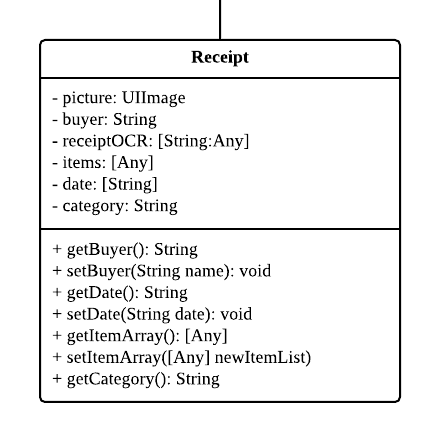 Receipt
- picture: UIImage
- buyer: String
- receiptOCR: [String:Any]
- items: [Any]
- date: [String]
- category: String
+ getBuyer(): String
+ setBuyer(String name): void
+ getDate(): String
+ setDate(String date): void
+ getItemArray(): [Any]
+ setItemArray([Any] newItemList)
+ getCategory(): String